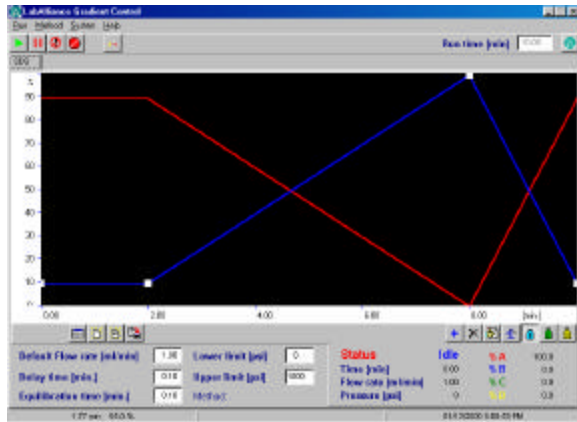 LabAlliance Gradient Control
Run Method System Help
Run time [min]
%
90
80
70
60
50
40
30
20
10
0
0.00 2.00 4.00 6.00 8.00 [min]
Default Flow rate [ml/min] 1.00 Lower limit [psi] 0
Delay time [min.] 0.10 Upper limit [psi]
Equilibration time [min.] 0.10 Method:
Status Idle %A 100.0
Time [min] 0.00 %B 0.0
Flow rate [ml/min] 1.00 %C 0.0
Pressure [psi] 0 %D 0.0